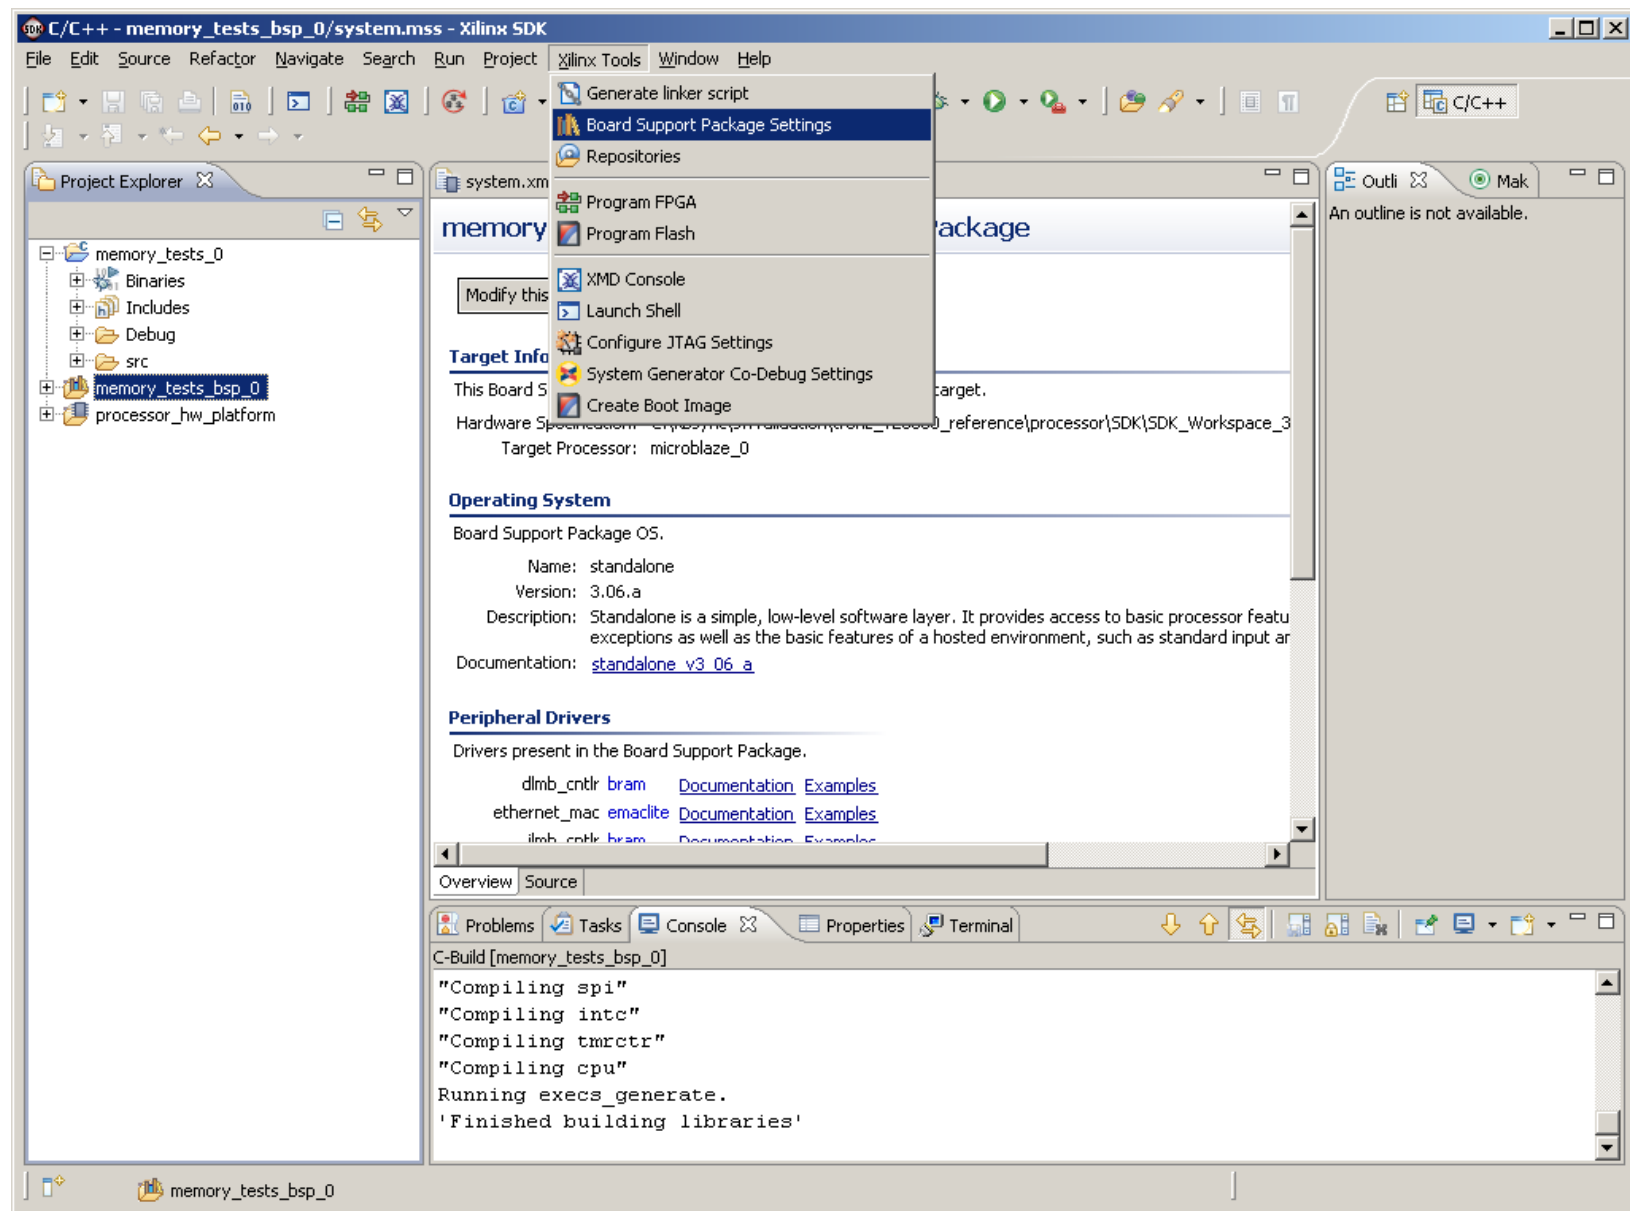 C/C++ - memory_tests_bsp_0/system.mss - Xilinx SDK
File Edit Source Refactor Navigate Search Run Project Xilinx Tools Window Help
Generate linker script
Board Support Package Settings
Repositories
Program FPGA
Program Flash
XMD Console
Launch Shell
Configure JTAG Settings
System Generator Co-Debug Settings
Create Boot Image
C/C++
Project Explorer
memory_tests_0
Binaries
Includes
Debug
src
memory_tests_bsp_0
processor_hw_platform
system.xm
memory ackage
Modify this
Target Info
This Board S target.
Hardware _reference\processor\SDK\SDK_Workspace_3
Target Processor: microblaze_0
Operating System
Board Support Package OS.
Name: standalone
Version: 3.06.a
Description: Standalone is a simple, low-level software layer. It provides access to basic processor featu
exceptions as well as the basic features of a hosted environment, such as standard input ar
Documentation: standalone_v3_06_a
Peripheral Drivers
Drivers present in the Board Support Package.
dlmb_cntlr bram Documentation Examples
ethernet_mac emaclite Documentation Examples
ilmb_cntlr bram Documentation Examples
Overview Source
Outli Mak
An outline is not available.
Problems Tasks Console Properties Terminal
C-Build [memory_tests_bsp_0]
"Compiling spi"
"Compiling intc"
"Compiling tmrctr"
"Compiling cpu"
Running execs_generate.
'Finished building libraries'
memory_tests_bsp_0